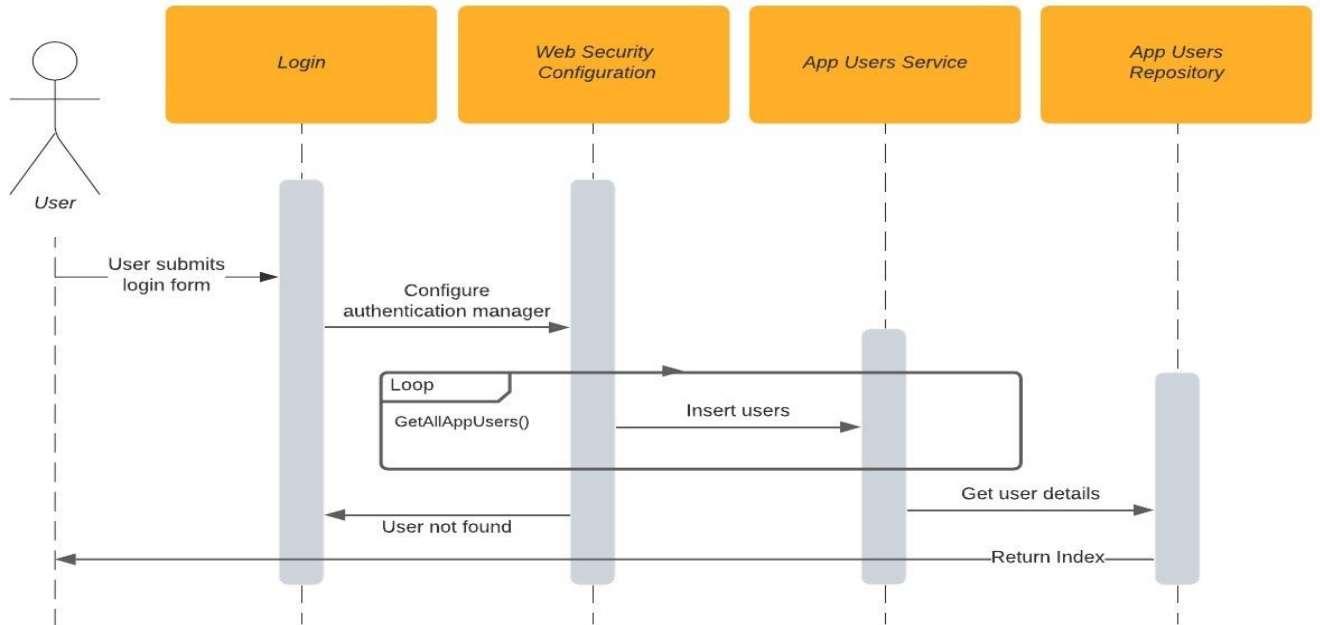 Login
Web Security
Configuration
App Users Service
App Users
Repository
User
User submits
login form
Configure
authentication manager
Loop
GetAllAppUsers()
Insert users
Get user details
User not found
Return Index